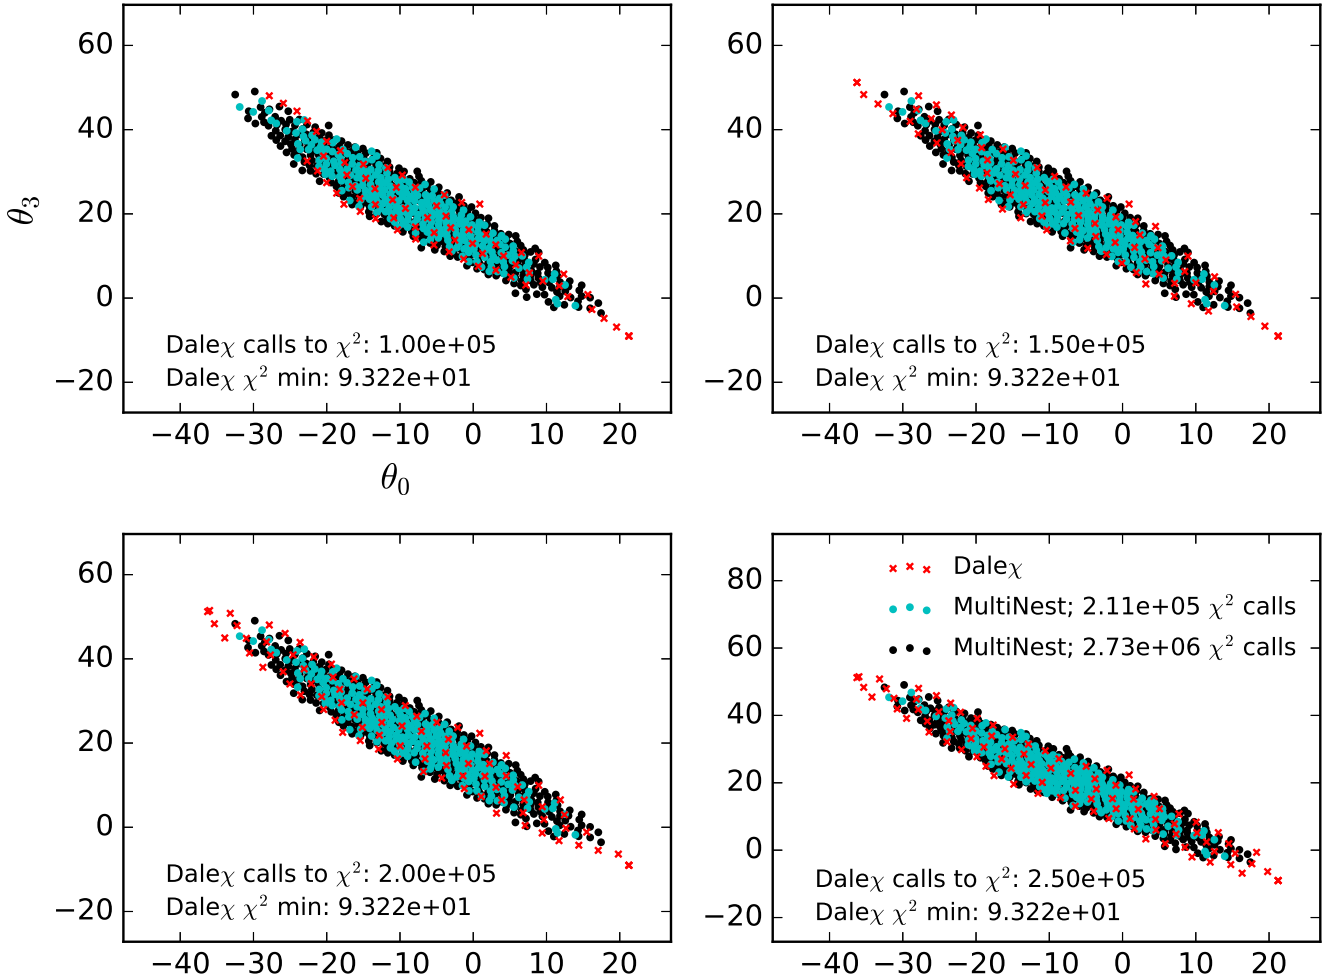 60
40
20
0
−20
θ₃
Daleχ calls to χ²: 1.00e+05
Daleχ χ² min: 9.322e+01
−40 −30 −20 −10 0 10 20
θ₀
60
40
20
0
−20
Daleχ calls to χ²: 1.50e+05
Daleχ χ² min: 9.322e+01
−40 −30 −20 −10 0 10 20
60
40
20
0
−20
Daleχ calls to χ²: 2.00e+05
Daleχ χ² min: 9.322e+01
−40 −30 −20 −10 0 10 20
80
60
40
20
0
−20
Daleχ
MultiNest; 2.11e+05 χ² calls
MultiNest; 2.73e+06 χ² calls
Daleχ calls to χ²: 2.50e+05
Daleχ χ² min: 9.322e+01
−40 −30 −20 −10 0 10 20